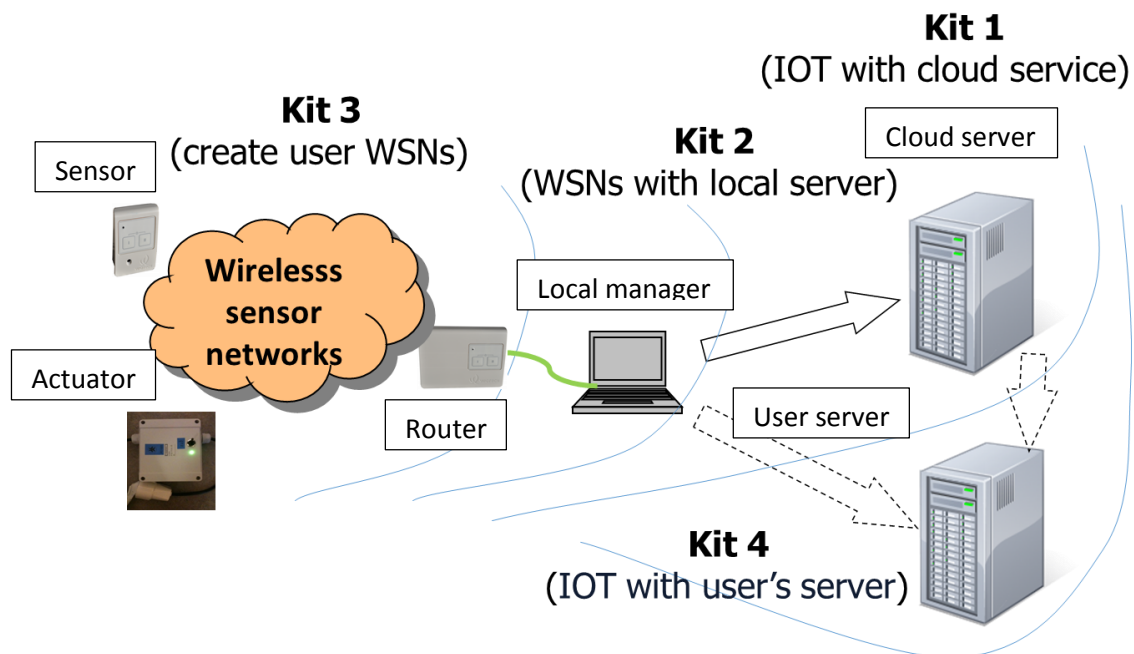 Kit 1
(IOT with cloud service)
Kit 3
(create user WSNs)
Cloud server
Kit 2
(WSNs with local server)
Sensor
Wirelesss
sensor
networks
Local manager
Actuator
Router
User server
Kit 4
(IOT with user's server)